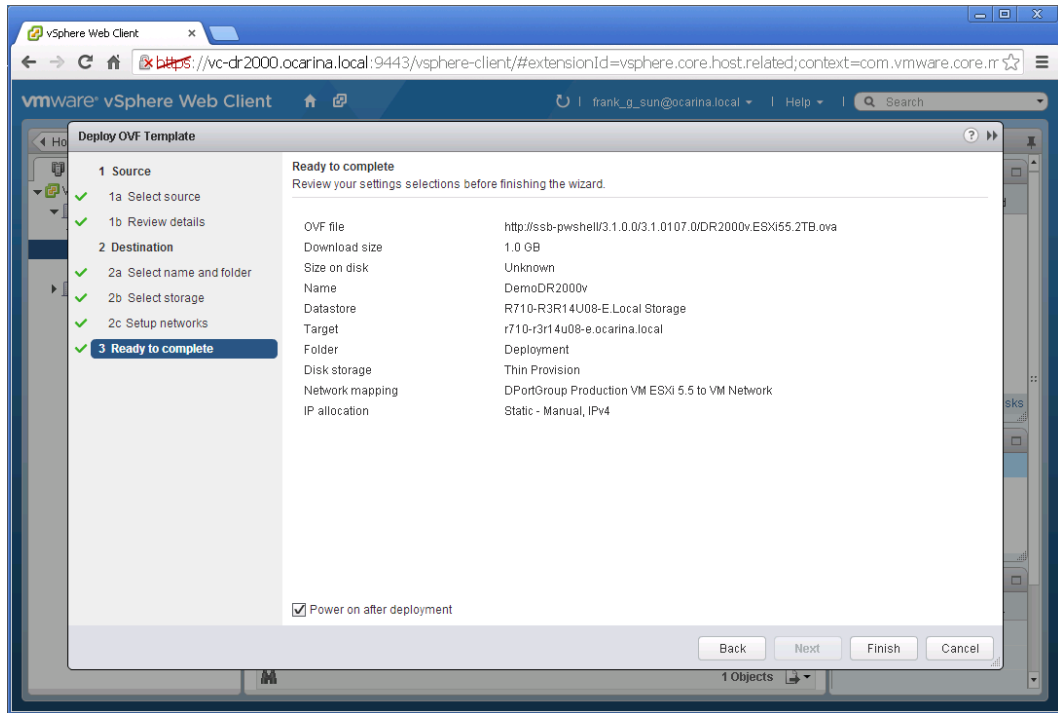 vSphere Web Client
https://vc-dr2000.ocarina.local:9443/vsphere-client/#extensionId=vsphere.core.host.related;context=com.vmware.core.m
vmware® vSphere Web Client
frank_g_sun@ocarina.local
Help
Search
Ho
Deploy OVF Template
1 Source
1a Select source
1b Review details
2 Destination
2a Select name and folder
2b Select storage
2c Setup networks
3 Ready to complete
Ready to complete
Review your settings selections before finishing the wizard.
OVF file http://ssb-pwshell/3.1.0.0/3.1.0107.0/DR2000v.ESXi55.2TB.ova
Download size 1.0 GB
Size on disk Unknown
Name DemoDR2000v
Datastore R710-R3R14U08-E.Local Storage
Target r710-r3r14u08-e.ocarina.local
Folder Deployment
Disk storage Thin Provision
Network mapping DPortGroup Production VM ESXi 5.5 to VM Network
IP allocation Static - Manual, IPv4
sks
Power on after deployment
Back Next Finish Cancel
1 Objects